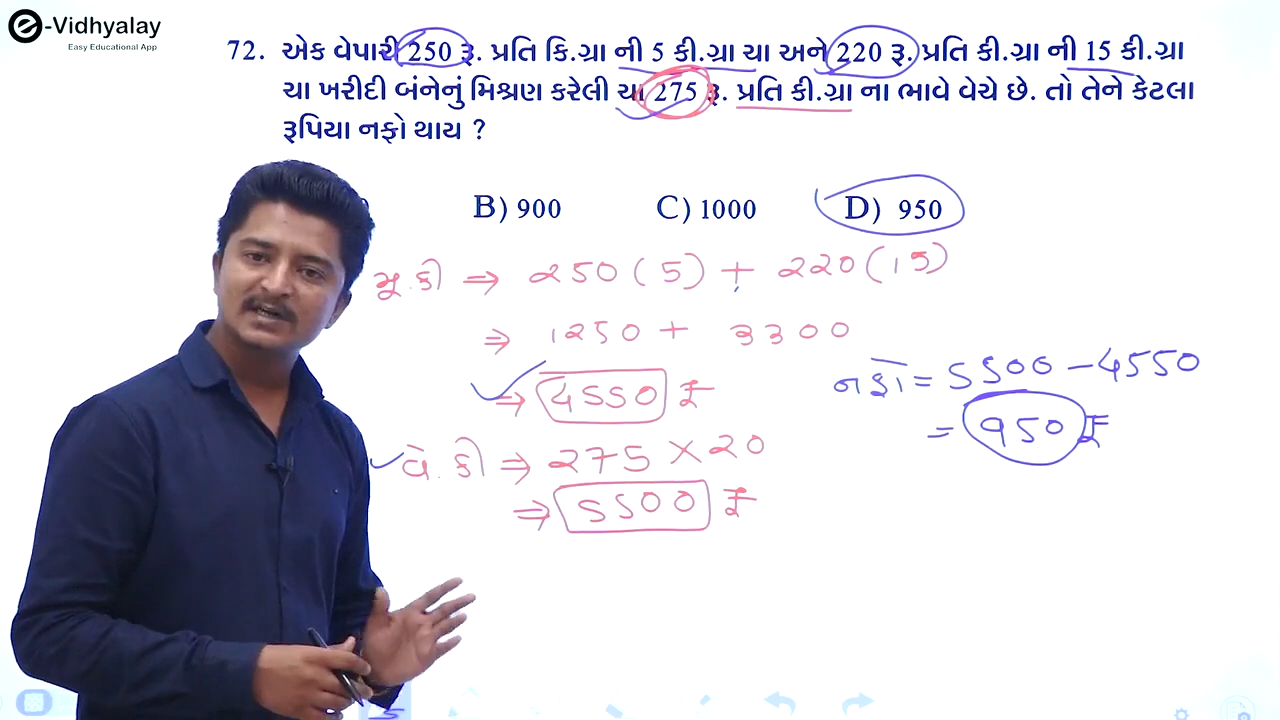 e-Vidhyalay
Easy Educational App
72. એક વેપારી 250 રૂ. પ્રતિ કિ.ગ્રા ની 5 કી.ગ્રા ચા અને 220 રૂ. પ્રતિ કી.ગ્રા ની 15 કી.ગ્રા
ચા ખરીદી બંનેનું મિશ્રણ કરેલી ચા 275 રૂ. પ્રતિ કી.ગ્રા ના ભાવે વેચે છે. તો તેને કેટલા
રૂપિયા નફો થાય ?
B) 900 C) 1000 D) 950
મૂ.કી ⇒ 250 (5) + 220 (15)
⇒ 1250 + 3300
⇒ 4550 ₹
વે.કી ⇒ 275 × 20
⇒ 5500 ₹
નફો = 5500 - 4550
= 950 ₹